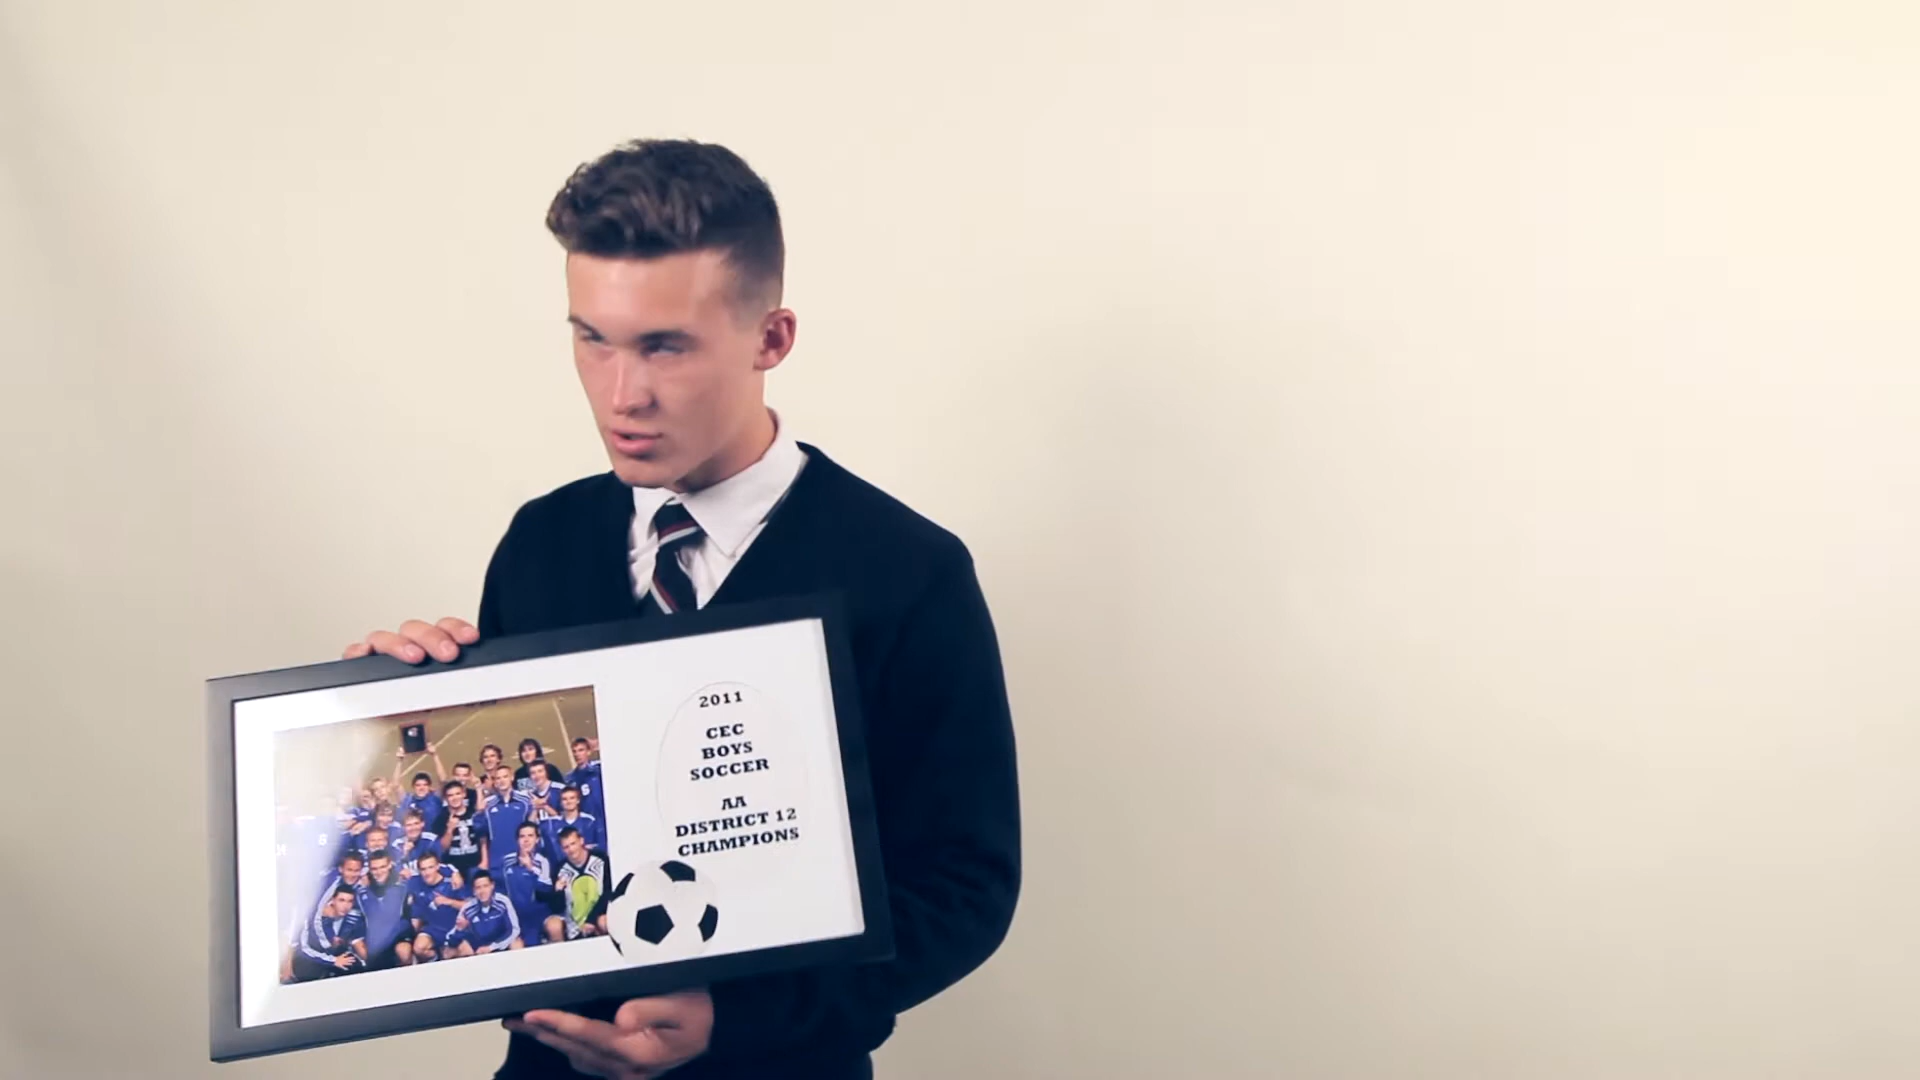 2011
CEC
BOYS
SOCCER
AA
DISTRICT 12
CHAMPIONS